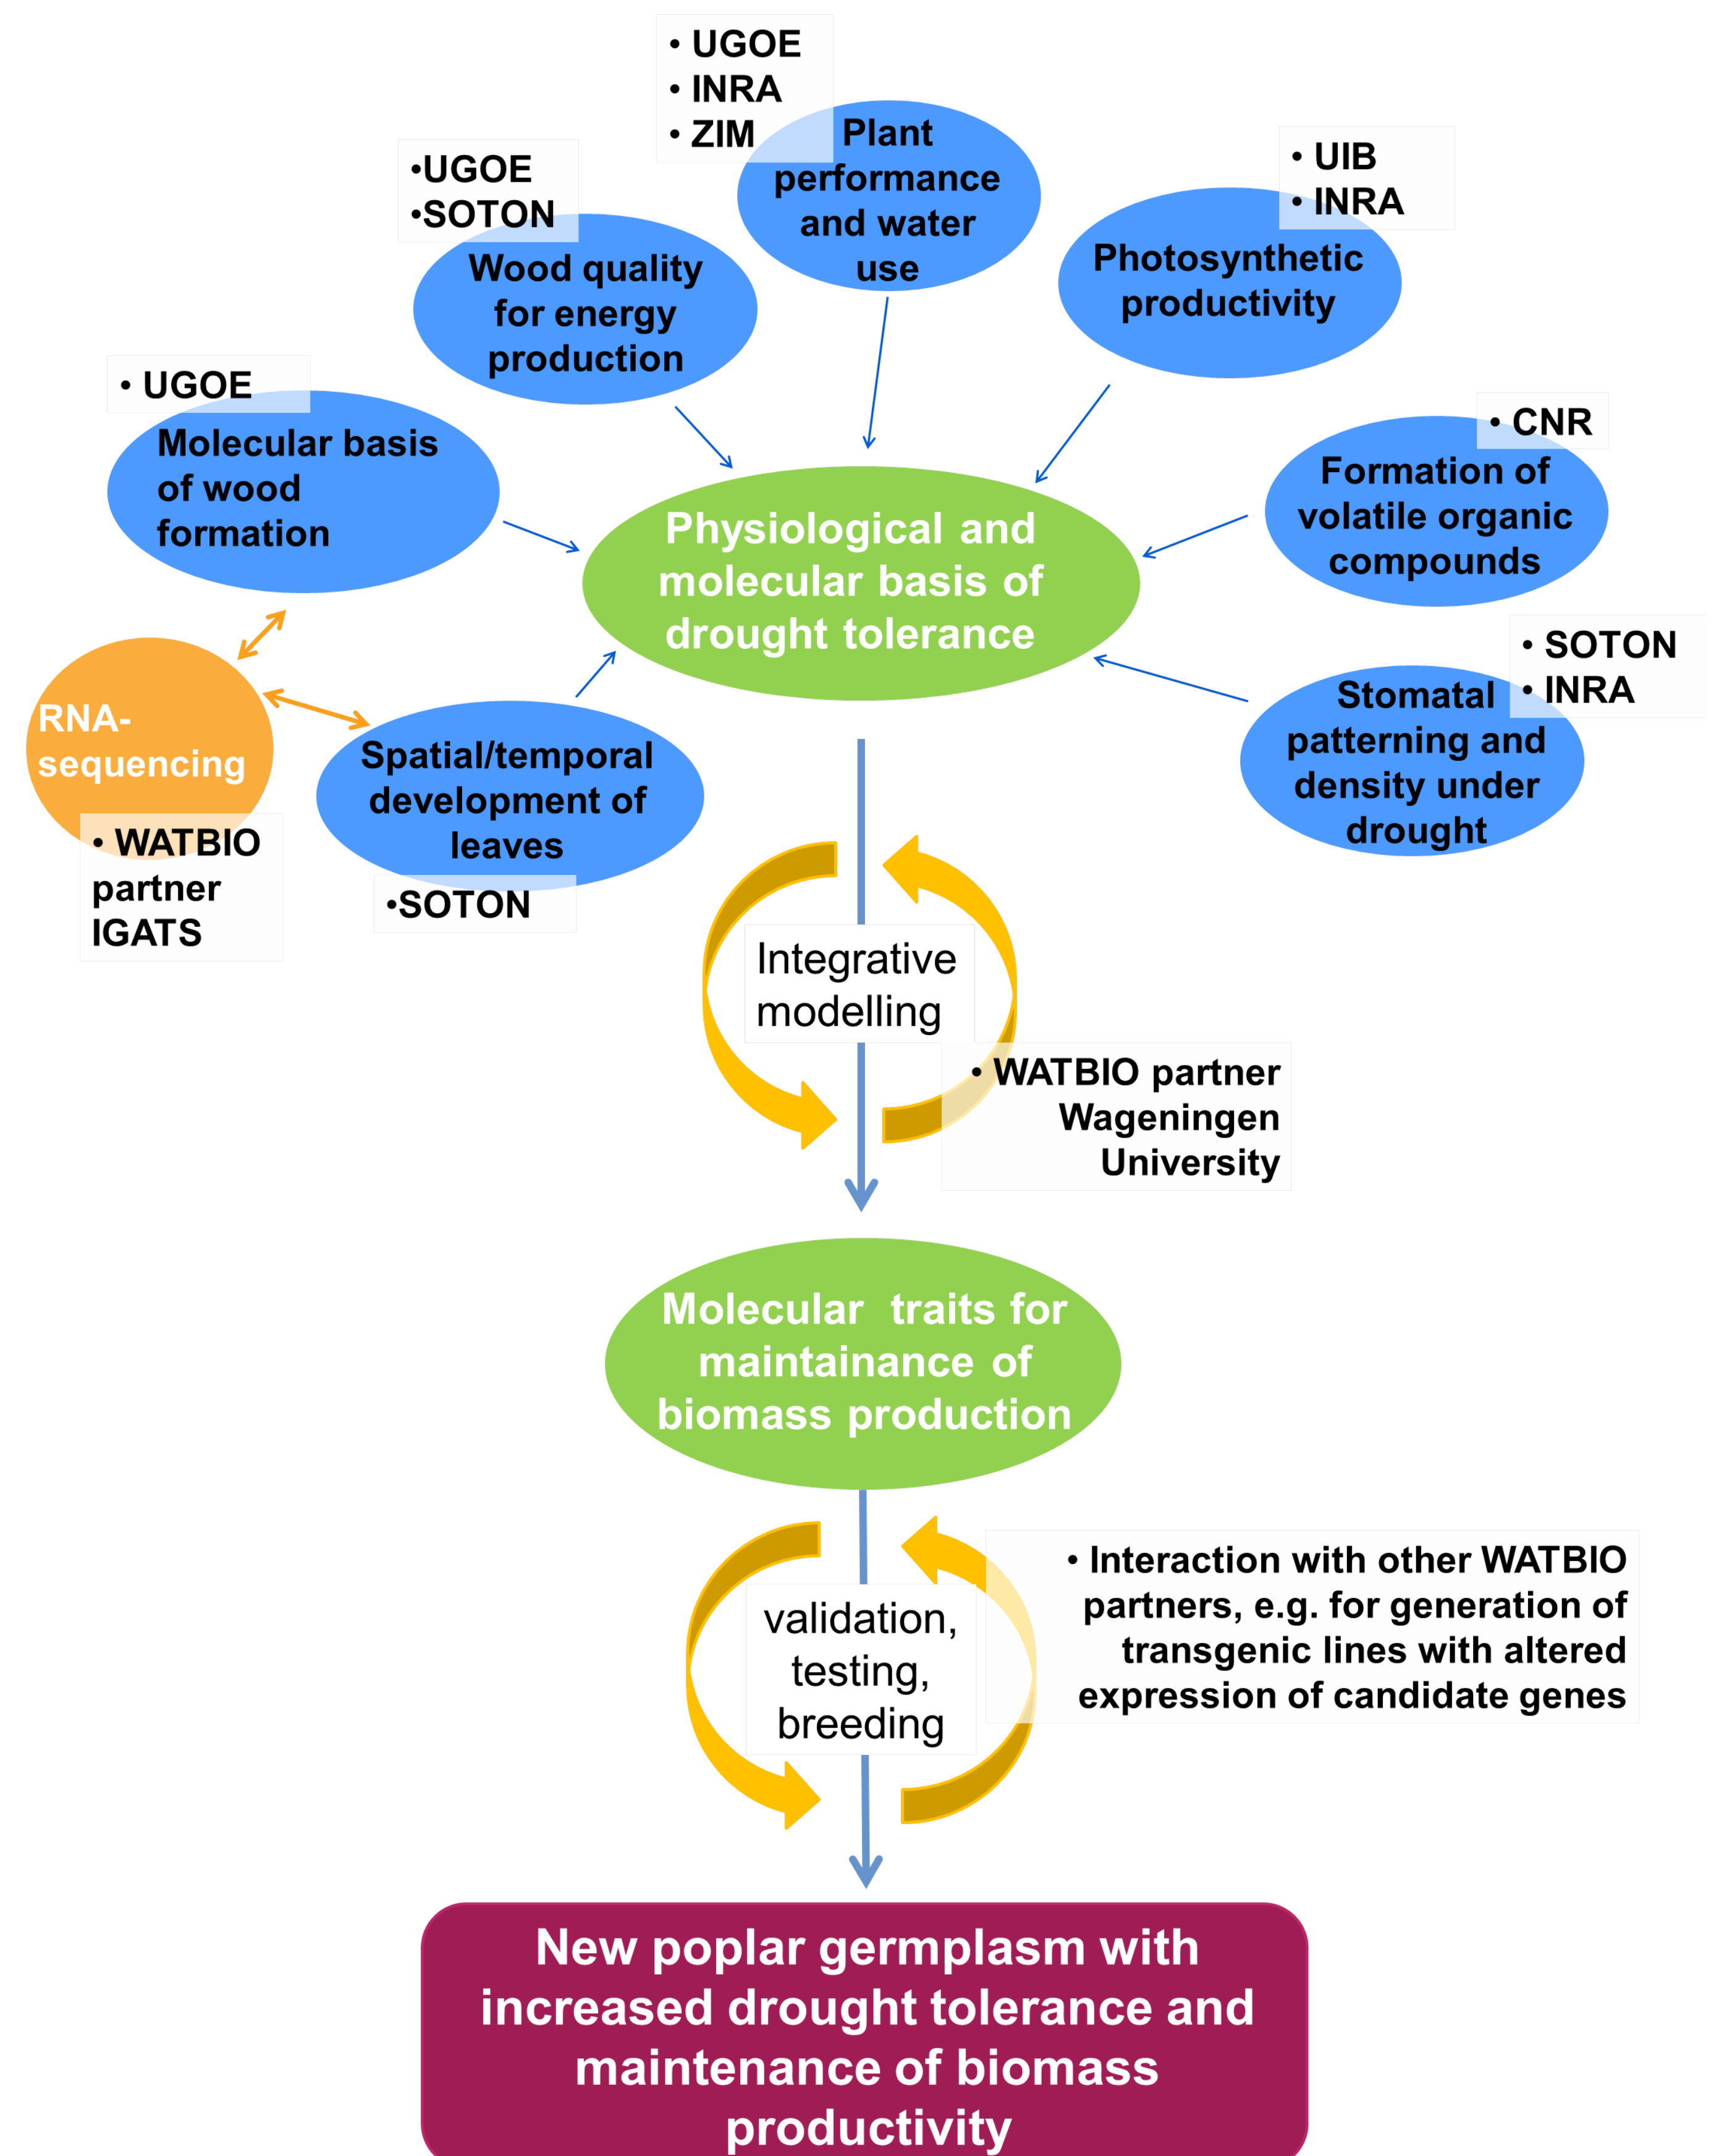 • UGOE
• INRA
• ZIM
Plant
performance
and water
use
•UGOE
•SOTON
Wood quality
for energy
production
• UIB
• INRA
Photosynthetic
productivity
• UGOE
Molecular basis
of wood
formation
• CNR
Formation of
volatile organic
compounds
Physiological and
molecular basis of
drought tolerance
• SOTON
• INRA
Stomatal
patterning and
density under
drought
RNA-
sequencing
• WATBIO
partner
IGATS
Spatial/temporal
development of
leaves
•SOTON
Integrative
modelling
• WATBIO partner
Wageningen
University
Molecular traits for
maintainance of
biomass production
validation,
testing,
breeding
• Interaction with other WATBIO
partners, e.g. for generation of
transgenic lines with altered
expression of candidate genes
New poplar germplasm with
increased drought tolerance and
maintenance of biomass
productivity